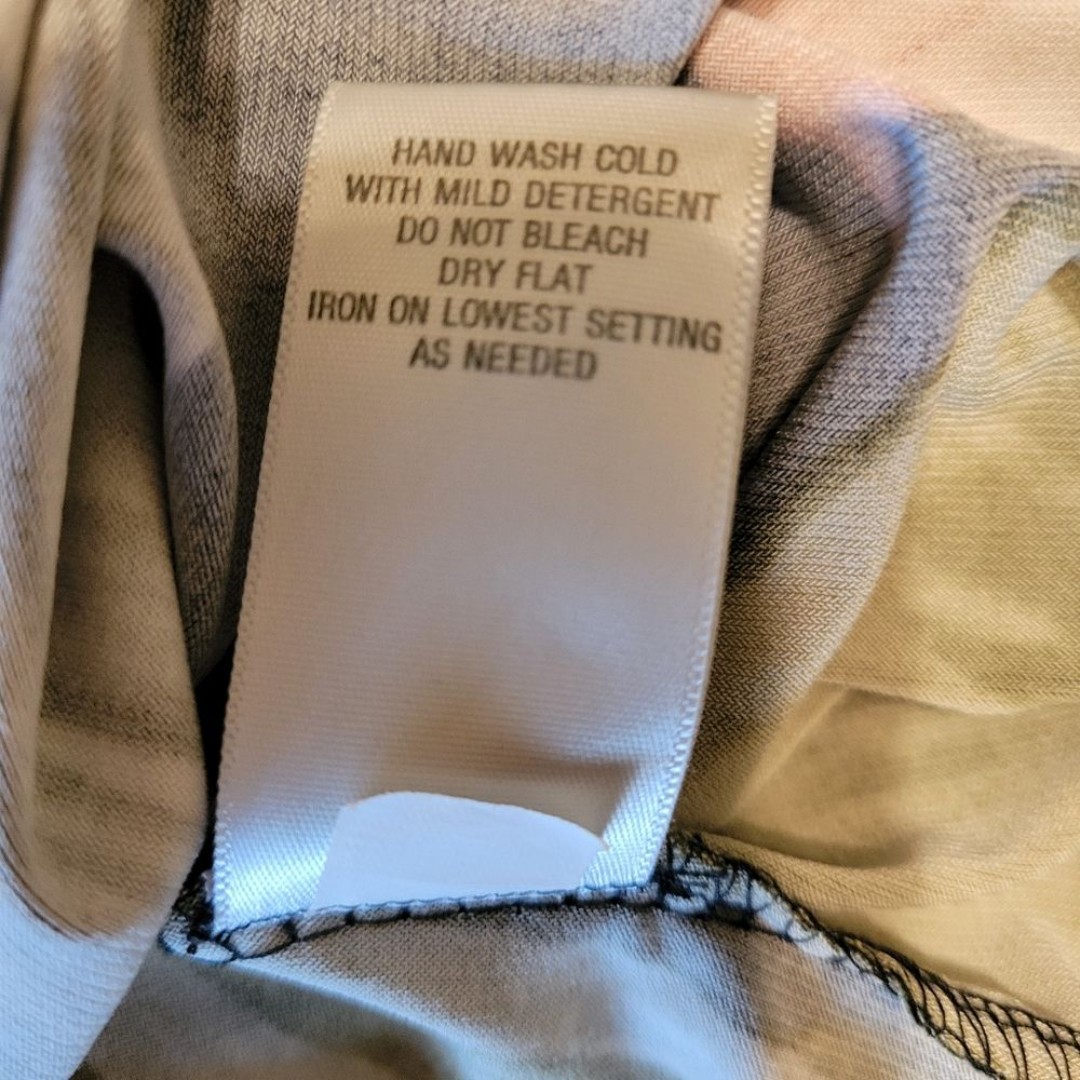 HAND WASH COLD
WITH MILD DETERGENT
DO NOT BLEACH
DRY FLAT
IRON ON LOWEST SETTING
AS NEEDED